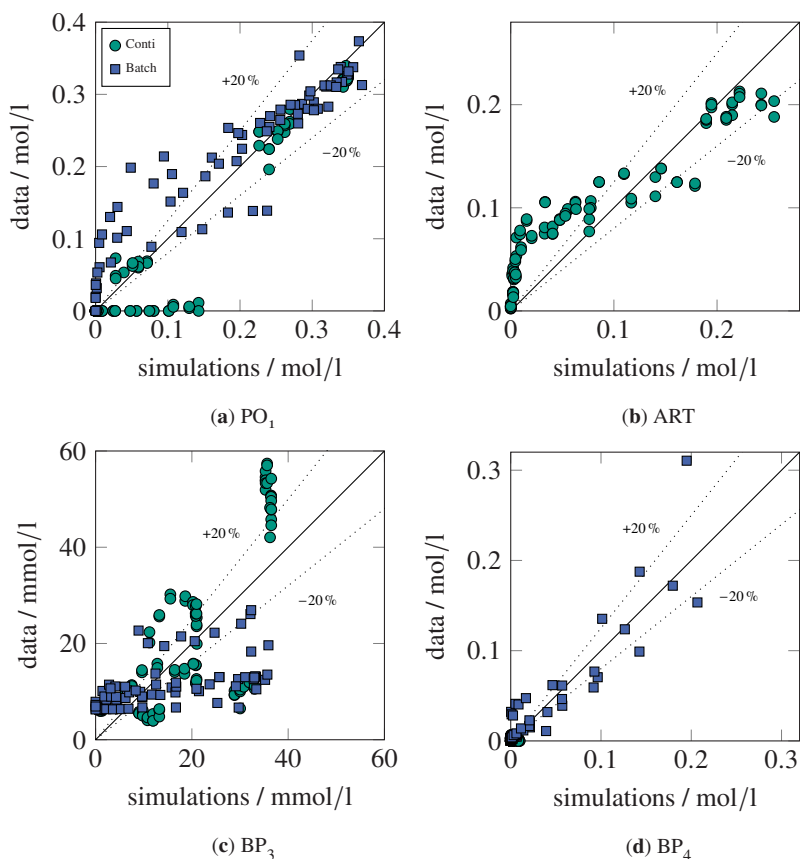 0.4
0.3
0.2
0.1
0
data / mol/l
Conti
Batch
+20 %
−20 %
0 0.1 0.2 0.3 0.4
simulations / mol/l
(a) PO₁
0.2
0.1
0
data / mol/l
+20 %
−20 %
0 0.1 0.2
simulations / mol/l
(b) ART
60
40
20
0
data / mmol/l
+20 %
−20 %
0 20 40 60
simulations / mmol/l
(c) BP₃
0.3
0.2
0.1
0
data / mol/l
+20 %
−20 %
0 0.1 0.2 0.3
simulations / mol/l
(d) BP₄